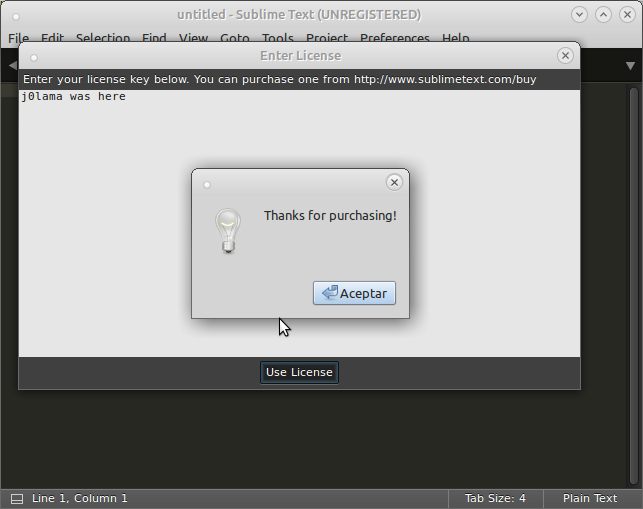 untitled - Sublime Text (UNREGISTERED)
File Edit Selection Find View Goto Tools Project Preferences Help
Enter License
Enter your license key below. You can purchase one from http://www.sublimetext.com/buy
j0lama was here
Thanks for purchasing!
Aceptar
Use License
Line 1, Column 1 Tab Size: 4 Plain Text